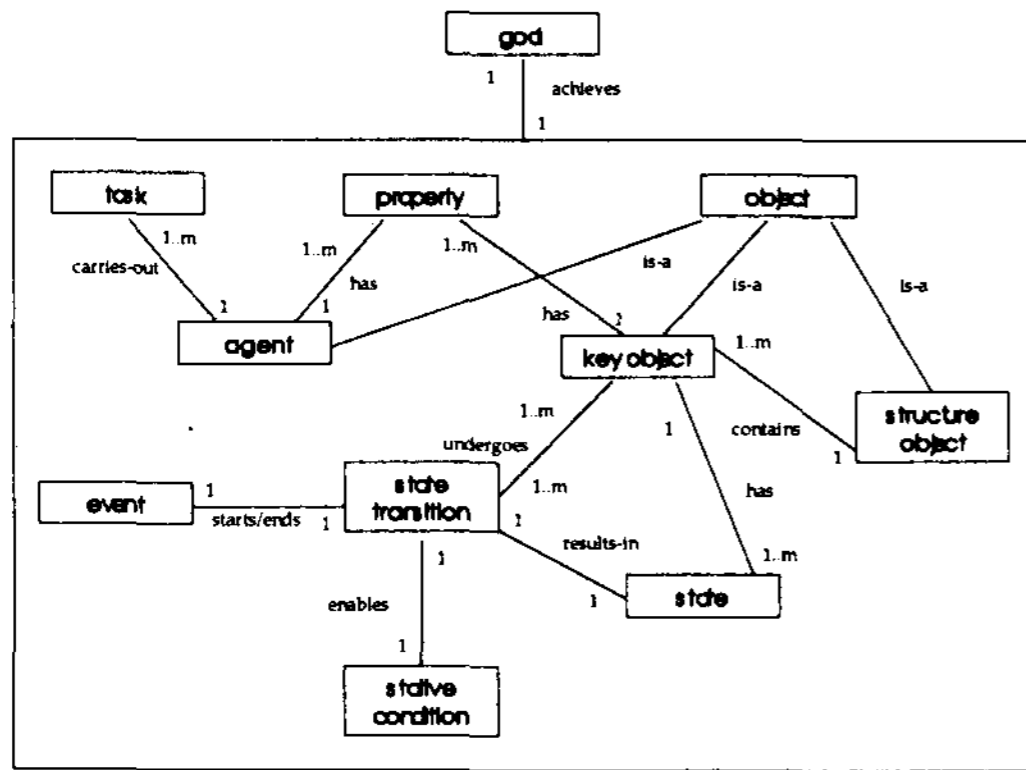 goal
1
achieves
1
task
property
object
1..m
1..m
1..m
carries-out
has
is-a
is-a
is-a
1
1
has
1
agent
key object
1..m
1..m
1
contains
1
structure
object
undergoes
1..m
has
event
1
starts/ends
1
state
transition
1
results-in
1..m
1
enables
1
state
1
stative
condition